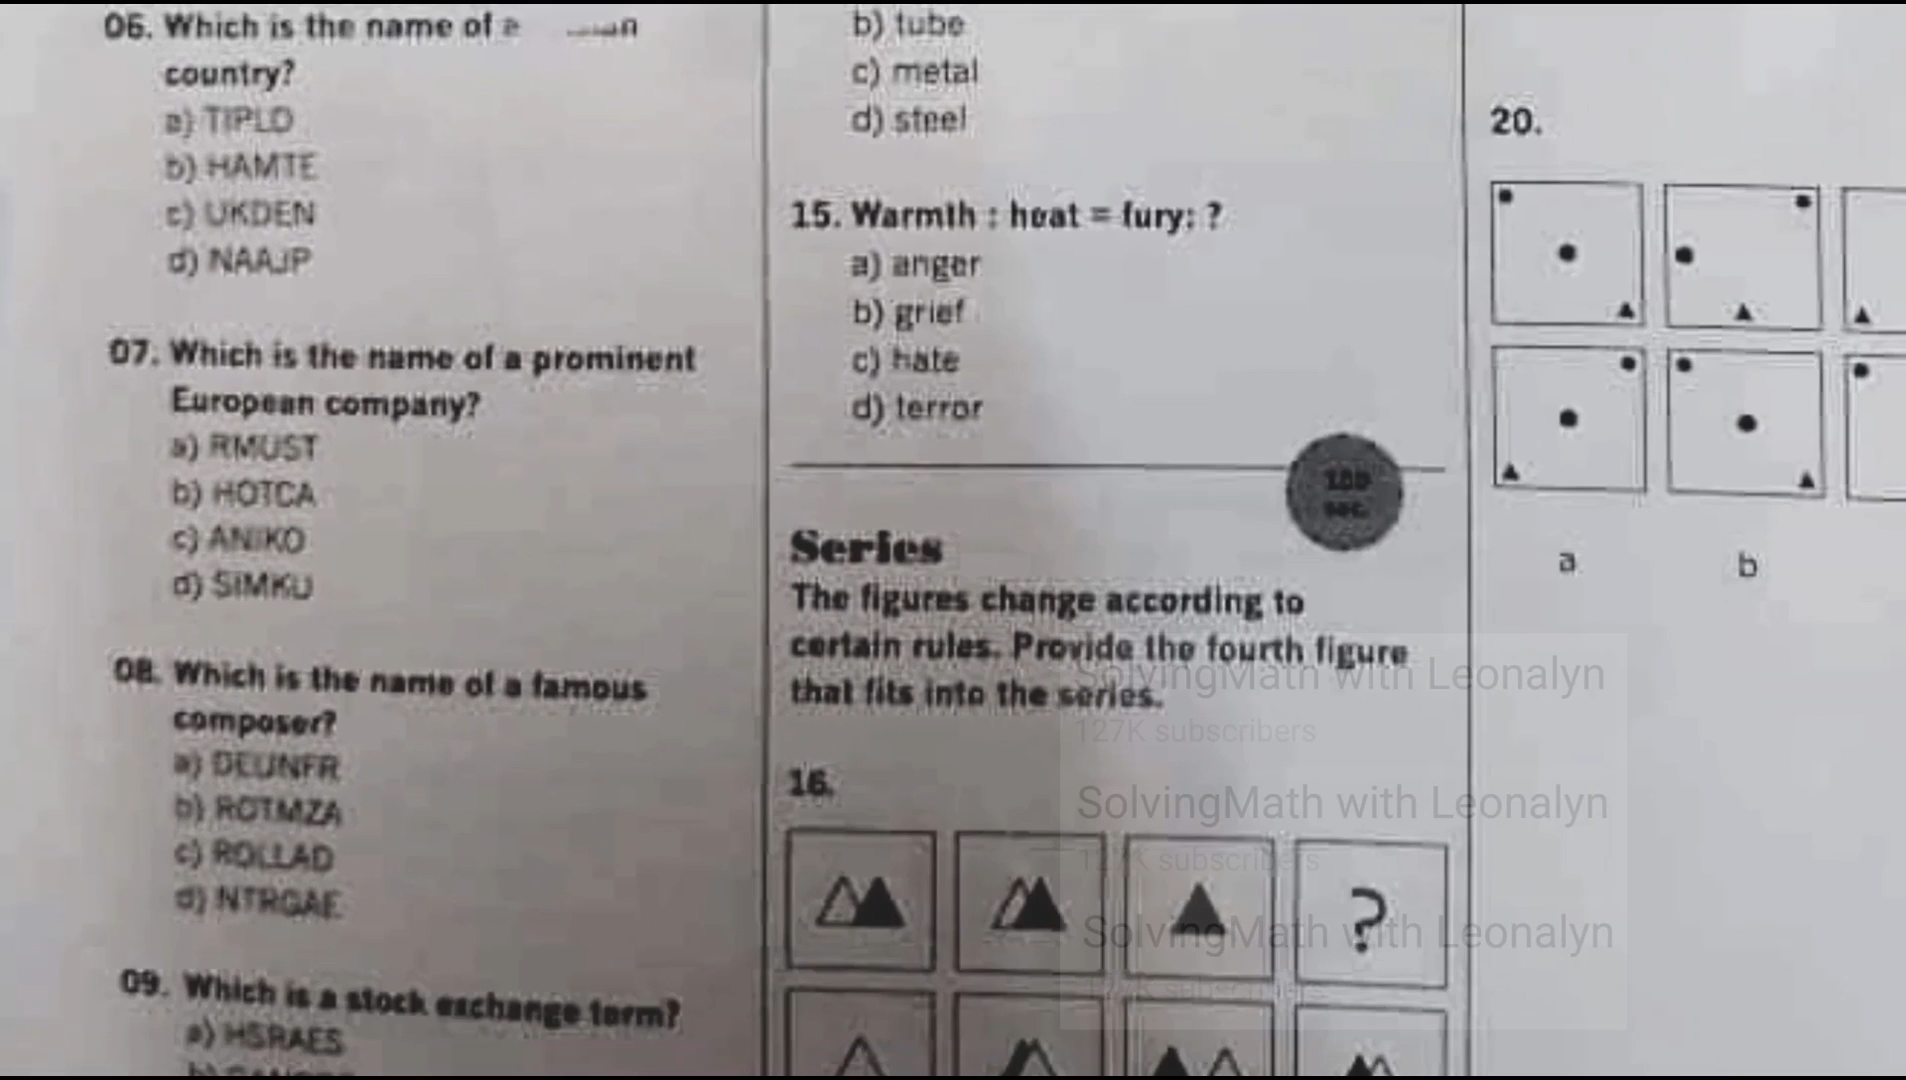 06. Which is the name of a
country?
a) TIPLO
b) HAMTE
c) UKDEN
d) NAAJP
07. Which is the name of a prominent
European company?
a) RMUST
b) HOTCA
c) ANIKO
d) SIMKU
08. Which is the name of a famous
composer?
a) DEUNFR
b) ROTMZA
c) ROLLAD
d) NTRGAE
09. Which is a stock exchange term?
a) HSRAES
b) tube
c) metal
d) steel
15. Warmth : heat = fury: ?
a) anger
b) grief
c) hate
d) terror
sec.
Series
The figures change according to
certain rules. Provide the fourth figure
that fits into the series.
16.
?
20.
a b
SolvingMath with Leonalyn
127K subscribers
SolvingMath with Leonalyn
127K subscribers
SolvingMath with Leonalyn